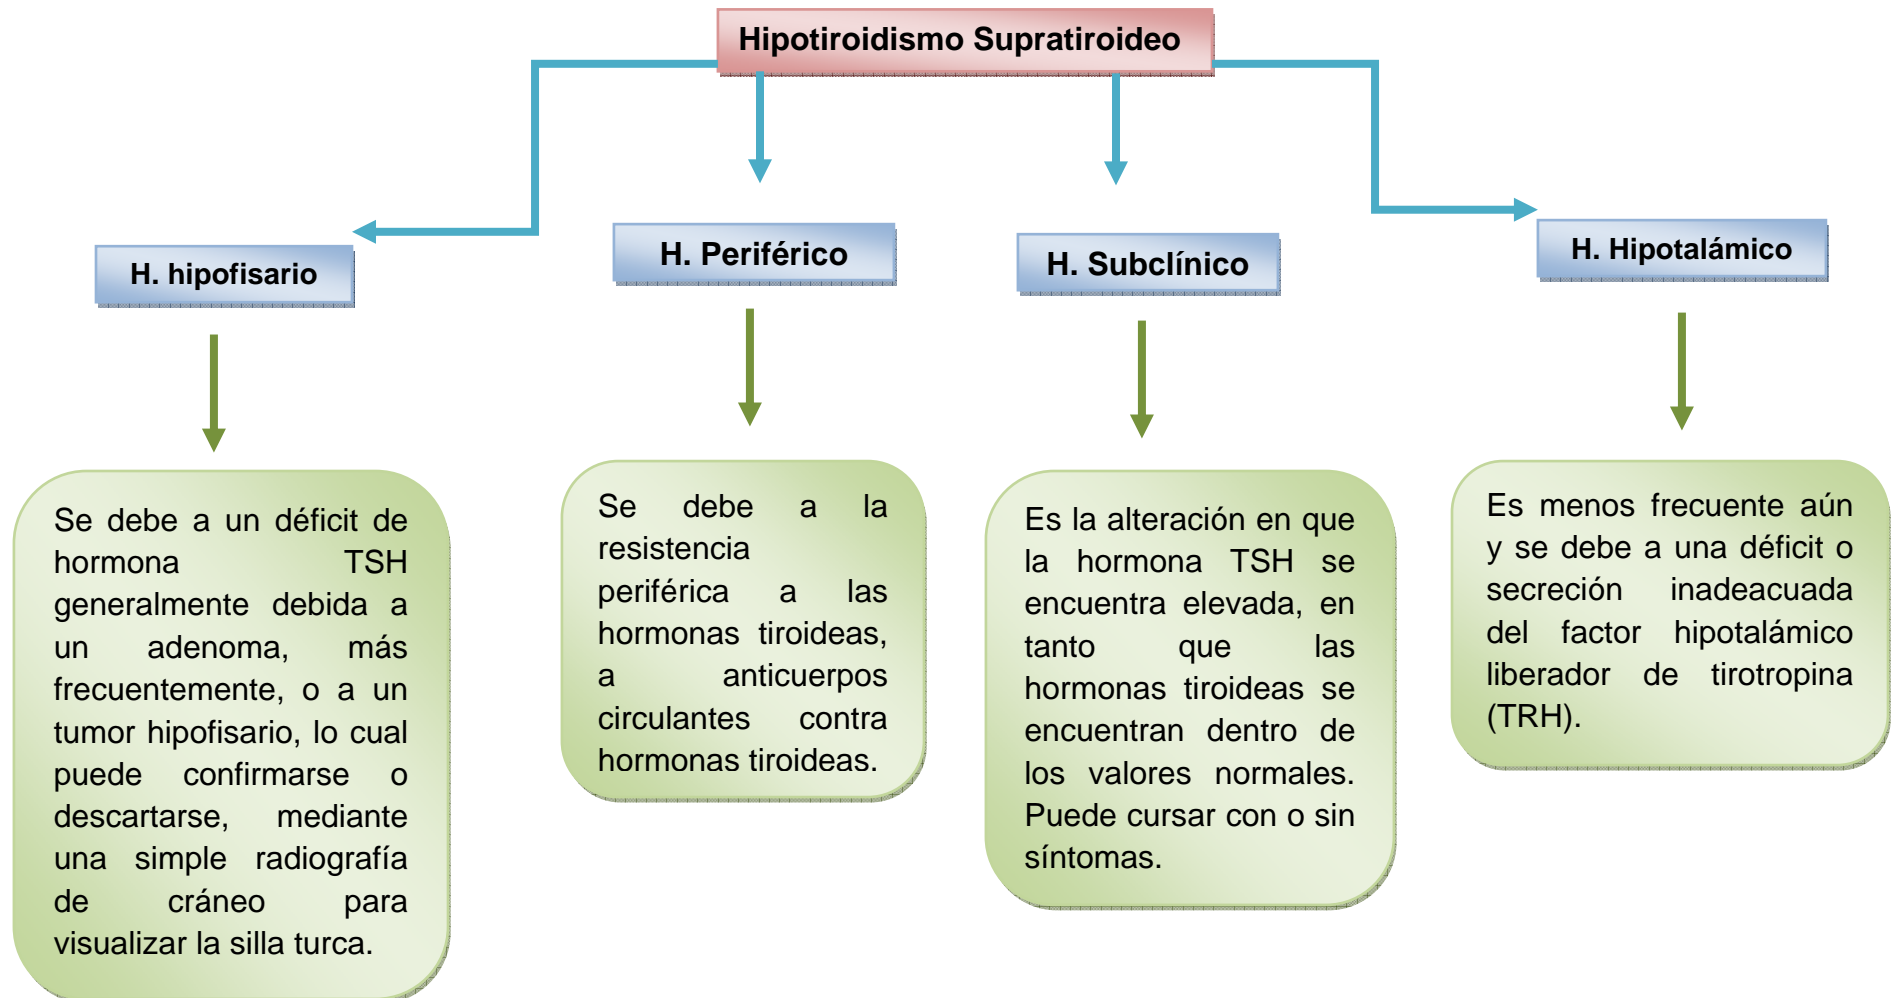 Hipotiroidismo Supratiroideo
H. hipofisario
H. Periférico
H. Subclínico
H. Hipotalámico
Se debe a un déficit de
hormona TSH
generalmente debida a
un adenoma, más
frecuentemente, o a un
tumor hipofisario, lo cual
puede confirmarse o
descartarse, mediante
una simple radiografía
de cráneo para
visualizar la silla turca.
Se debe a la
resistencia
periférica a las
hormonas tiroideas,
a anticuerpos
circulantes contra
hormonas tiroideas.
Es la alteración en que
la hormona TSH se
encuentra elevada, en
tanto que las
hormonas tiroideas se
encuentran dentro de
los valores normales.
Puede cursar con o sin
síntomas.
Es menos frecuente aún
y se debe a una déficit o
secreción inadeacuada
del factor hipotalámico
liberador de tirotropina
(TRH).